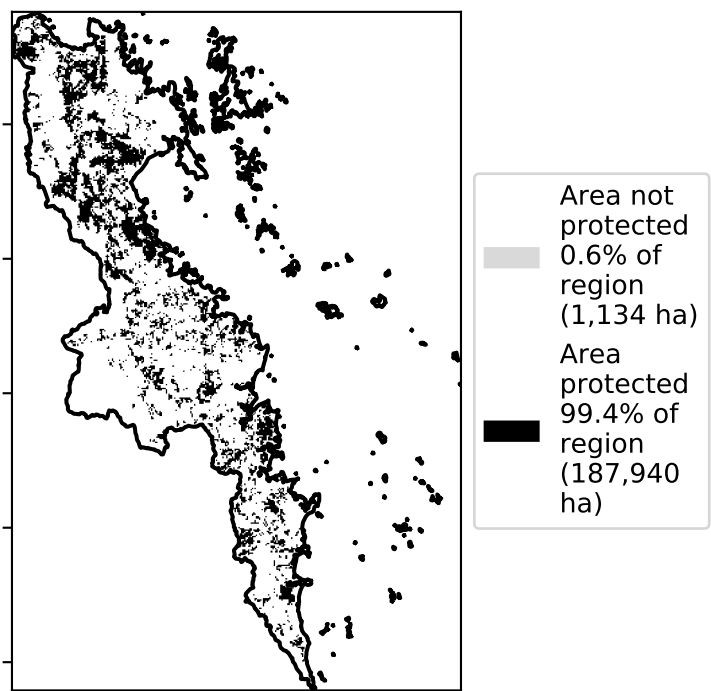 Area not
protected
0.6% of
region
(1,134 ha)
Area
protected
99.4% of
region
(187,940
ha)